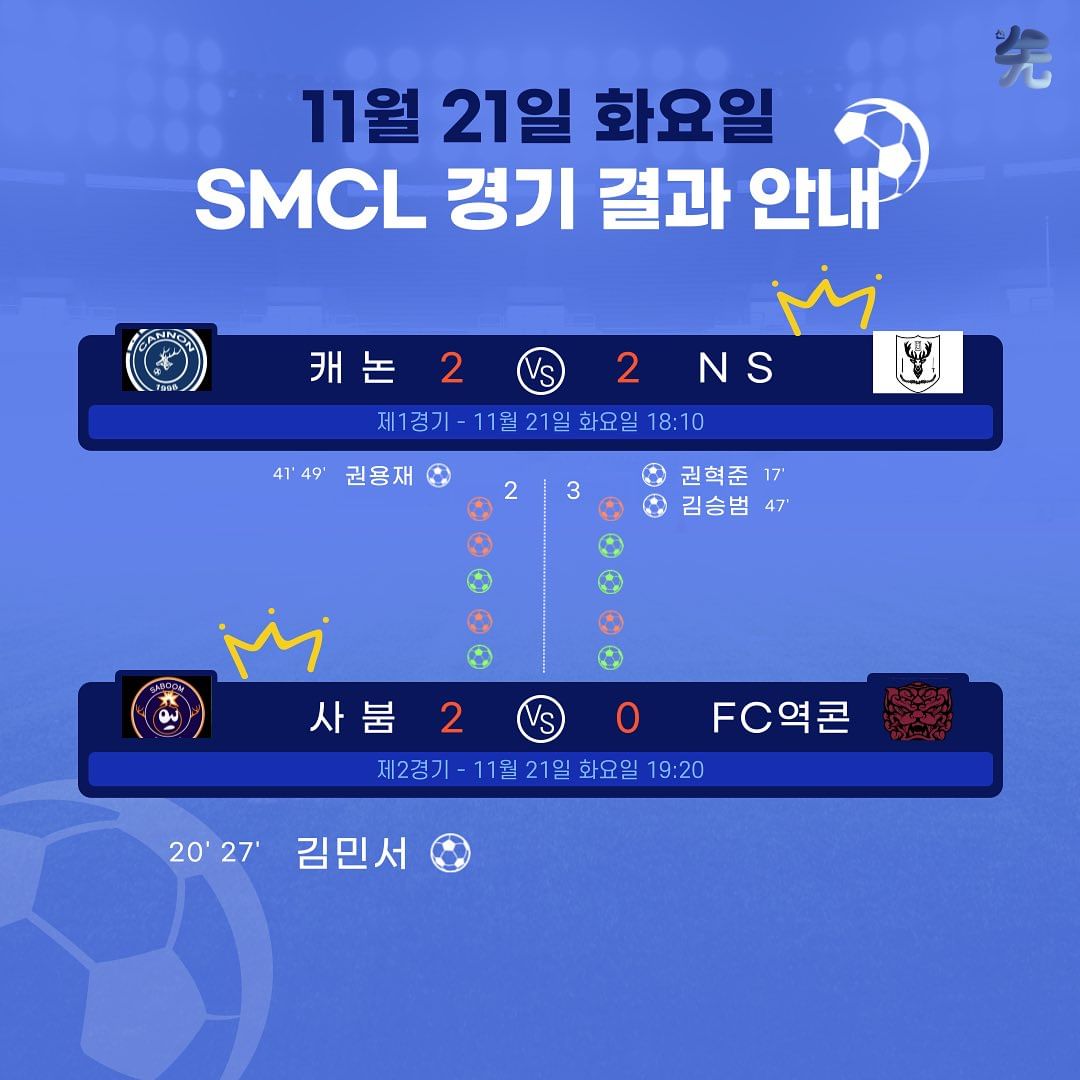 先
11월 21일 화요일
SMCL 경기 결과 안내
CANNON
1998
캐논 2 VS 2 NS
제1경기 - 11월 21일 화요일 18:10
41' 49' 권용재
2 3
권혁준 17'
김승범 47'
SABOOM
사붐 2 VS 0 FC역콘
제2경기 - 11월 21일 화요일 19:20
20' 27' 김민서